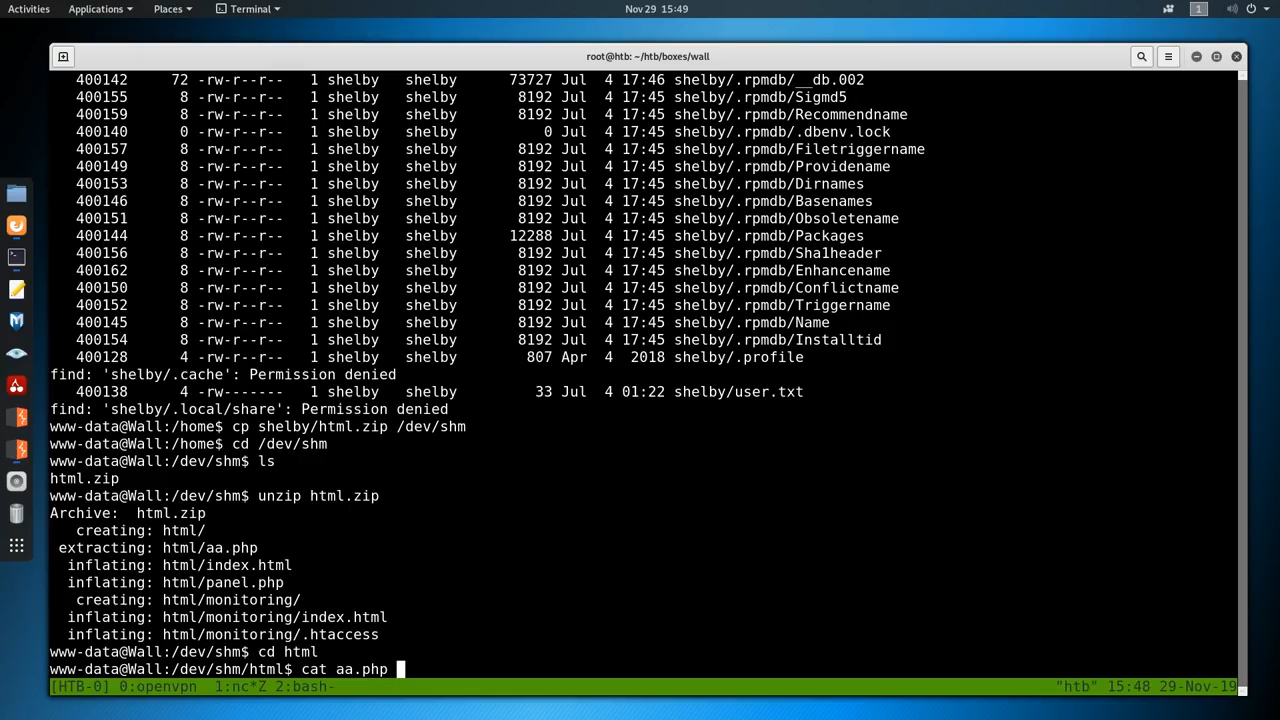 Activities Applications Places Terminal Nov 29 15:49 1
root@htb: ~/htb/boxes/wall
400142 72 -rw-r--r-- 1 shelby shelby 73727 Jul 4 17:46 shelby/.rpmdb/__db.002
400155 8 -rw-r--r-- 1 shelby shelby 8192 Jul 4 17:45 shelby/.rpmdb/Sigmd5
400159 8 -rw-r--r-- 1 shelby shelby 8192 Jul 4 17:45 shelby/.rpmdb/Recommendname
400140 0 -rw-r--r-- 1 shelby shelby 0 Jul 4 17:45 shelby/.rpmdb/.dbenv.lock
400157 8 -rw-r--r-- 1 shelby shelby 8192 Jul 4 17:45 shelby/.rpmdb/Filetriggername
400149 8 -rw-r--r-- 1 shelby shelby 8192 Jul 4 17:45 shelby/.rpmdb/Providename
400153 8 -rw-r--r-- 1 shelby shelby 8192 Jul 4 17:45 shelby/.rpmdb/Dirnames
400146 8 -rw-r--r-- 1 shelby shelby 8192 Jul 4 17:45 shelby/.rpmdb/Basenames
400151 8 -rw-r--r-- 1 shelby shelby 8192 Jul 4 17:45 shelby/.rpmdb/Obsoletename
400144 8 -rw-r--r-- 1 shelby shelby 12288 Jul 4 17:45 shelby/.rpmdb/Packages
400156 8 -rw-r--r-- 1 shelby shelby 8192 Jul 4 17:45 shelby/.rpmdb/Sha1header
400162 8 -rw-r--r-- 1 shelby shelby 8192 Jul 4 17:45 shelby/.rpmdb/Enhancename
400150 8 -rw-r--r-- 1 shelby shelby 8192 Jul 4 17:45 shelby/.rpmdb/Conflictname
400152 8 -rw-r--r-- 1 shelby shelby 8192 Jul 4 17:45 shelby/.rpmdb/Triggername
400145 8 -rw-r--r-- 1 shelby shelby 8192 Jul 4 17:45 shelby/.rpmdb/Name
400154 8 -rw-r--r-- 1 shelby shelby 8192 Jul 4 17:45 shelby/.rpmdb/Installtid
400128 4 -rw-r--r-- 1 shelby shelby 807 Apr 4 2018 shelby/.profile
find: 'shelby/.cache': Permission denied
400138 4 -rw------- 1 shelby shelby 33 Jul 4 01:22 shelby/user.txt
find: 'shelby/.local/share': Permission denied
www-data@Wall:/home$ cp shelby/html.zip /dev/shm
www-data@Wall:/home$ cd /dev/shm
www-data@Wall:/dev/shm$ ls
html.zip
www-data@Wall:/dev/shm$ unzip html.zip
Archive:  html.zip
creating: html/
extracting: html/aa.php
inflating: html/index.html
inflating: html/panel.php
creating: html/monitoring/
inflating: html/monitoring/index.html
inflating: html/monitoring/.htaccess
www-data@Wall:/dev/shm$ cd html
www-data@Wall:/dev/shm/html$ cat aa.php
[HTB-0] 0:openvpn 1:nc*Z 2:bash- "htb" 15:48 29-Nov-19